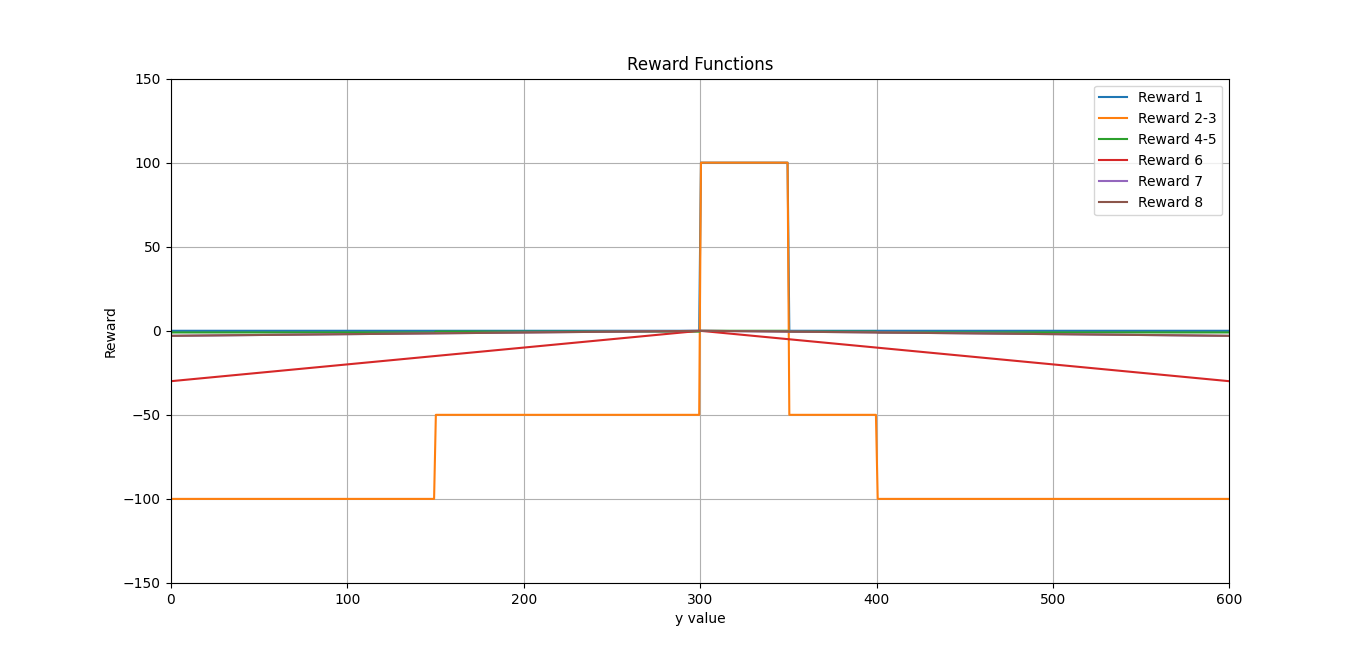 Reward Functions
150
100
50
0
−50
−100
−150
Reward
Reward 1
Reward 2-3
Reward 4-5
Reward 6
Reward 7
Reward 8
0 100 200 300 400 500 600
y value